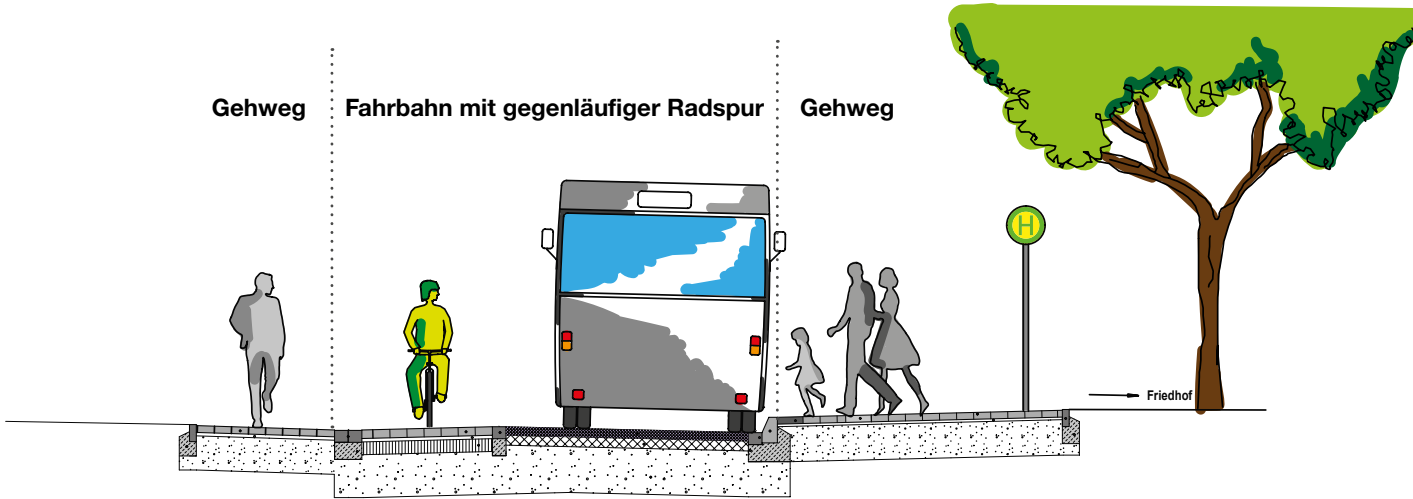 Gehweg
Fahrbahn mit gegenläufiger Radspur
Gehweg
H
Friedhof